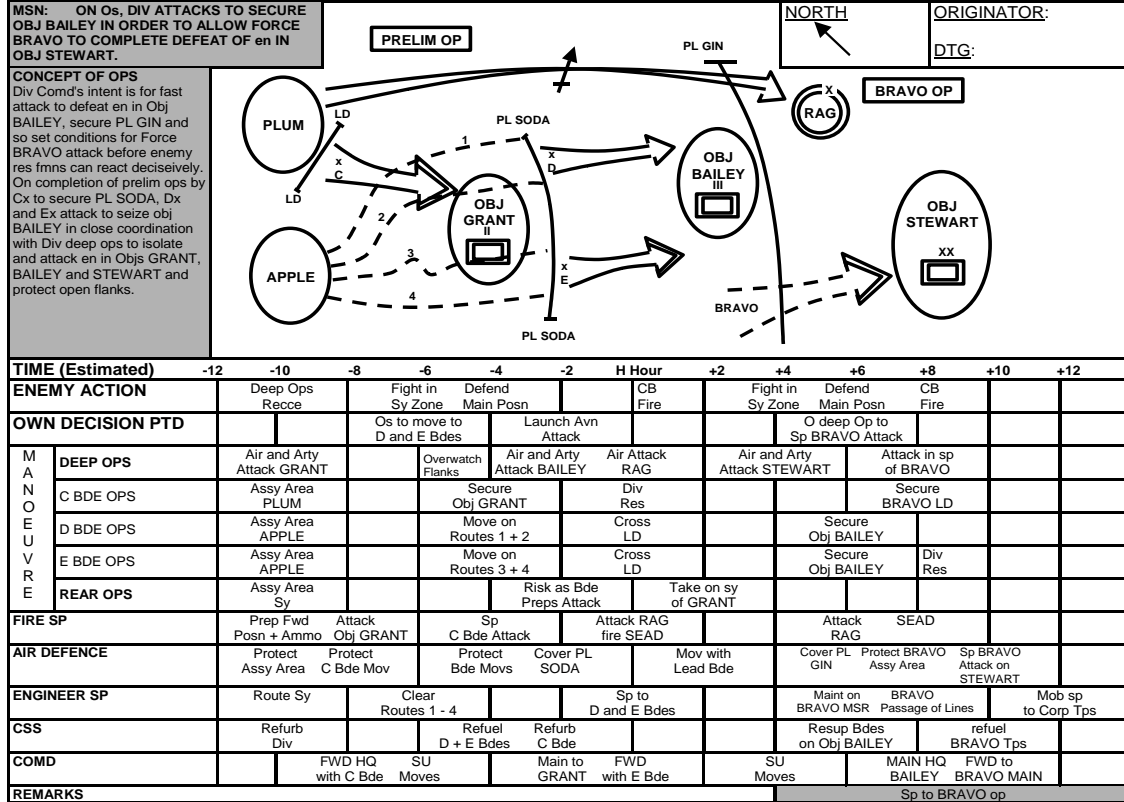 MSN: ON Os, DIV ATTACKS TO SECURE
OBJ BAILEY IN ORDER TO ALLOW FORCE
BRAVO TO COMPLETE DEFEAT OF en IN
OBJ STEWART.
CONCEPT OF OPS
Div Comd's intent is for fast
attack to defeat en in Obj
BAILEY, secure PL GIN and
so set conditions for Force
BRAVO attack before enemy
res fmns can react deciseively.
On completion of prelim ops by
Cx to secure PL SODA, Dx
and Ex attack to seize obj
BAILEY in close coordination
with Div deep ops to isolate
and attack en in Objs GRANT,
BAILEY and STEWART and
protect open flanks.
PRELIM OP
PL GIN
NORTH
ORIGINATOR:
DTG:
BRAVO OP
x
RAG
PLUM
LD
LD
x
C
PL SODA
1
2
3
4
x
D
OBJ
BAILEY
III
OBJ
GRANT
II
APPLE
x
E
PL SODA
OBJ
STEWART
XX
BRAVO
TIME (Estimated) -12 -10 -8 -6 -4 -2 H Hour +2 +4 +6 +8 +10 +12
ENEMY ACTION
Deep Ops
Recce
Fight in
Sy Zone
Defend
Main Posn
CB
Fire
Fight in
Sy Zone
Defend
Main Posn
CB
Fire
OWN DECISION PTD
Os to move to
D and E Bdes
Launch Avn
Attack
O deep Op to
Sp BRAVO Attack
MANOEUVRE
DEEP OPS
Air and Arty
Attack GRANT
Overwatch
Flanks
Air and Arty
Attack BAILEY
Air Attack
RAG
Air and Arty
Attack STEWART
Attack in sp
of BRAVO
C BDE OPS
Assy Area
PLUM
Secure
Obj GRANT
Div
Res
Secure
BRAVO LD
D BDE OPS
Assy Area
APPLE
Move on
Routes 1 + 2
Cross
LD
Secure
Obj BAILEY
E BDE OPS
Assy Area
APPLE
Move on
Routes 3 + 4
Cross
LD
Secure
Obj BAILEY
Div
Res
REAR OPS
Assy Area
Sy
Risk as Bde
Preps Attack
Take on sy
of GRANT
FIRE SP
Prep Fwd
Posn + Ammo
Attack
Obj GRANT
Sp
C Bde Attack
Attack RAG
fire SEAD
Attack
RAG
SEAD
AIR DEFENCE
Protect
Assy Area
Protect
C Bde Mov
Protect
Bde Movs
Cover PL
SODA
Mov with
Lead Bde
Cover PL
GIN
Protect BRAVO
Assy Area
Sp BRAVO
Attack on
STEWART
ENGINEER SP
Route Sy
Clear
Routes 1 - 4
Sp to
D and E Bdes
Maint on
BRAVO MSR
BRAVO
Passage of Lines
Mob sp
to Corp Tps
CSS
Refurb
Div
Refuel
D + E Bdes
Refurb
C Bde
Resup Bdes
on Obj BAILEY
refuel
BRAVO Tps
COMD
FWD HQ
with C Bde
SU
Moves
Main to
GRANT
FWD
with E Bde
SU
Moves
MAIN HQ
BAILEY
FWD to
BRAVO MAIN
REMARKS
Sp to BRAVO op